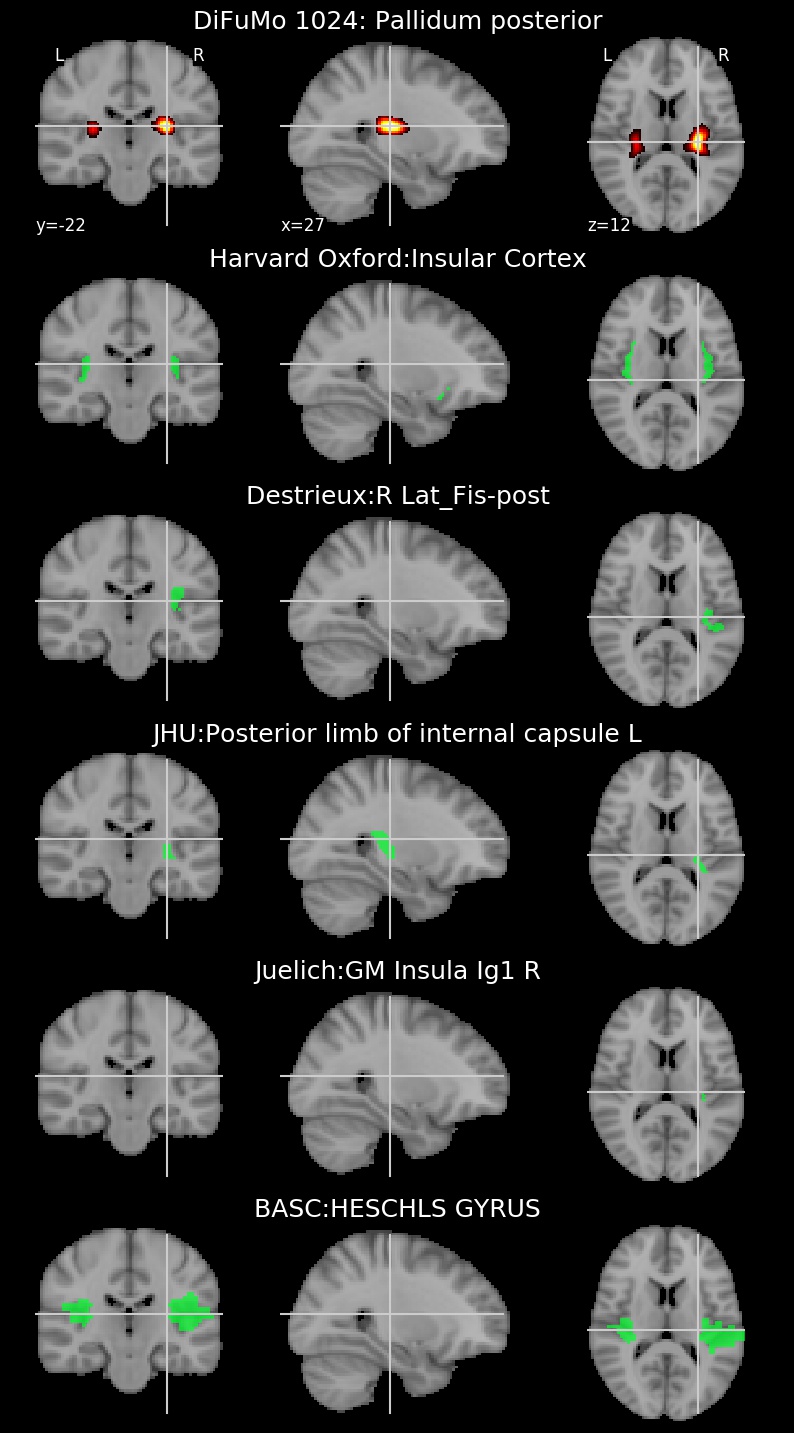 DiFuMo 1024: Pallidum posterior
L R L R
y=-22 x=27 z=12
Harvard Oxford:Insular Cortex
Destrieux:R Lat_Fis-post
JHU:Posterior limb of internal capsule L
Juelich:GM Insula Ig1 R
BASC:HESCHLS GYRUS